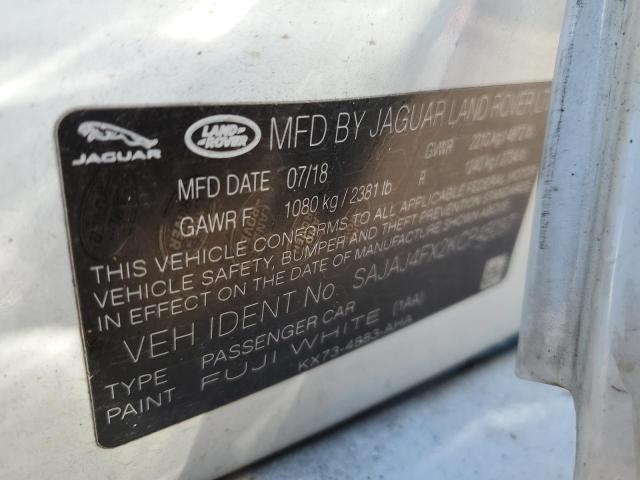 JAGUAR
LAND-
ROVER
MFD BY JAGUAR LAND ROVER
MFD DATE 07/18 GVWR
GAWR F 1080 kg / 2381 lb R
THIS VEHICLE CONFORMS TO ALL APPLICABLE FEDERAL MOTOR
VEHICLE SAFETY, BUMPER AND THEFT PREVENTION STANDARDS
IN EFFECT ON THE DATE OF MANUFACTURE SHOWN ABOVE
VEH IDENT No.
TYPE PASSENGER CAR
PAINT FUJI WHITE (1AA)
KX73-4883-AHA